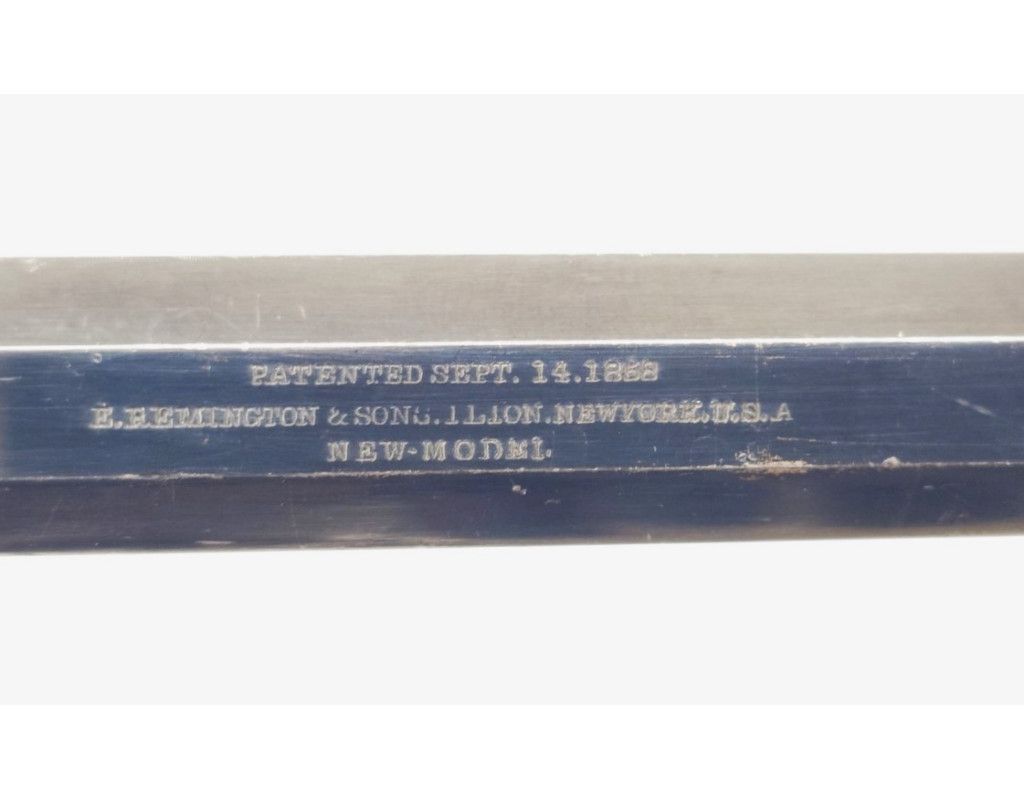 PATENTED SEPT. 14.1858
E.REMINGTON & SONS.ILION.NEWYORK.U.S.A
NEW-MODEL.